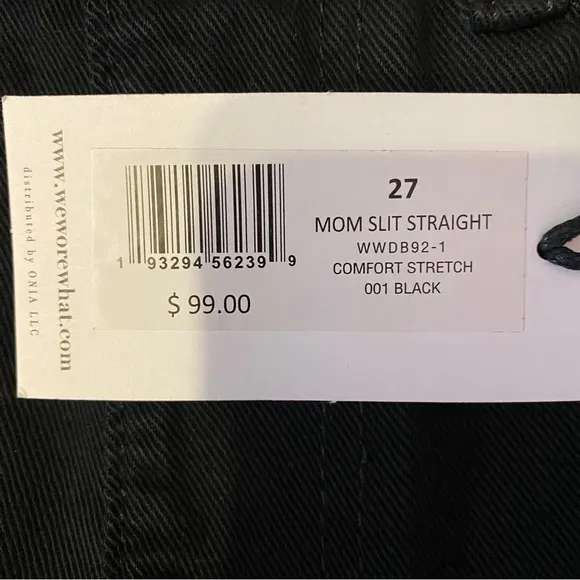 www.weworewhat.com
distributed by ONIA LLC
27
MOM SLIT STRAIGHT
WWDB92-1
COMFORT STRETCH
001 BLACK
1 93294 56239 9
$ 99.00